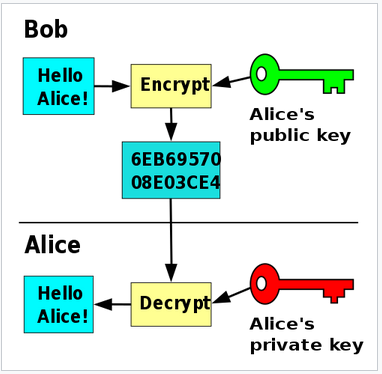 Bob
Hello
Alice!
Encrypt
Alice's
public key
6EB69570
08E03CE4
Alice
Hello
Alice!
Decrypt
Alice's
private key